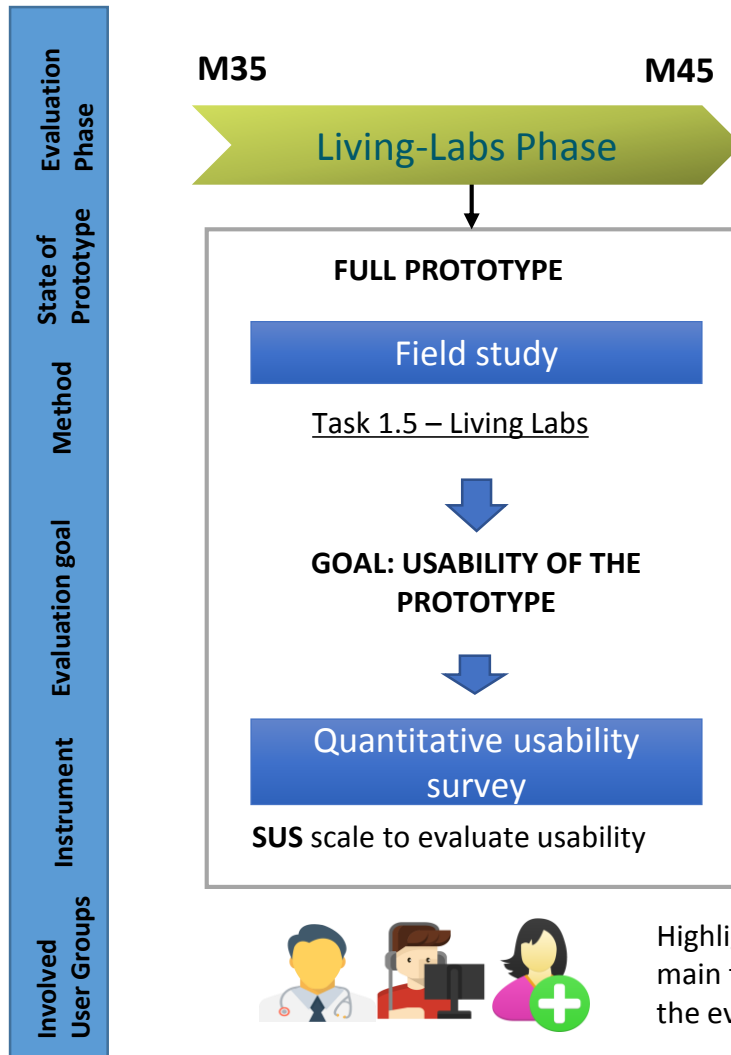 Evaluation
Phase
M35
M45
Living-Labs Phase
State of
Prototype
FULL PROTOTYPE
Method
Field study
Task 1.5 – Living Labs
Evaluation goal
GOAL: USABILITY OF THE
PROTOTYPE
Instrument
Quantitative usability
survey
SUS scale to evaluate usability
Involved
User Groups
main
the